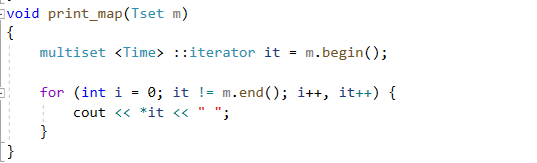 void print_map(Tset m)
{
multiset <Time> ::iterator it = m.begin();
for (int i = 0; it != m.end(); i++, it++) {
cout << *it << " ";
}
}